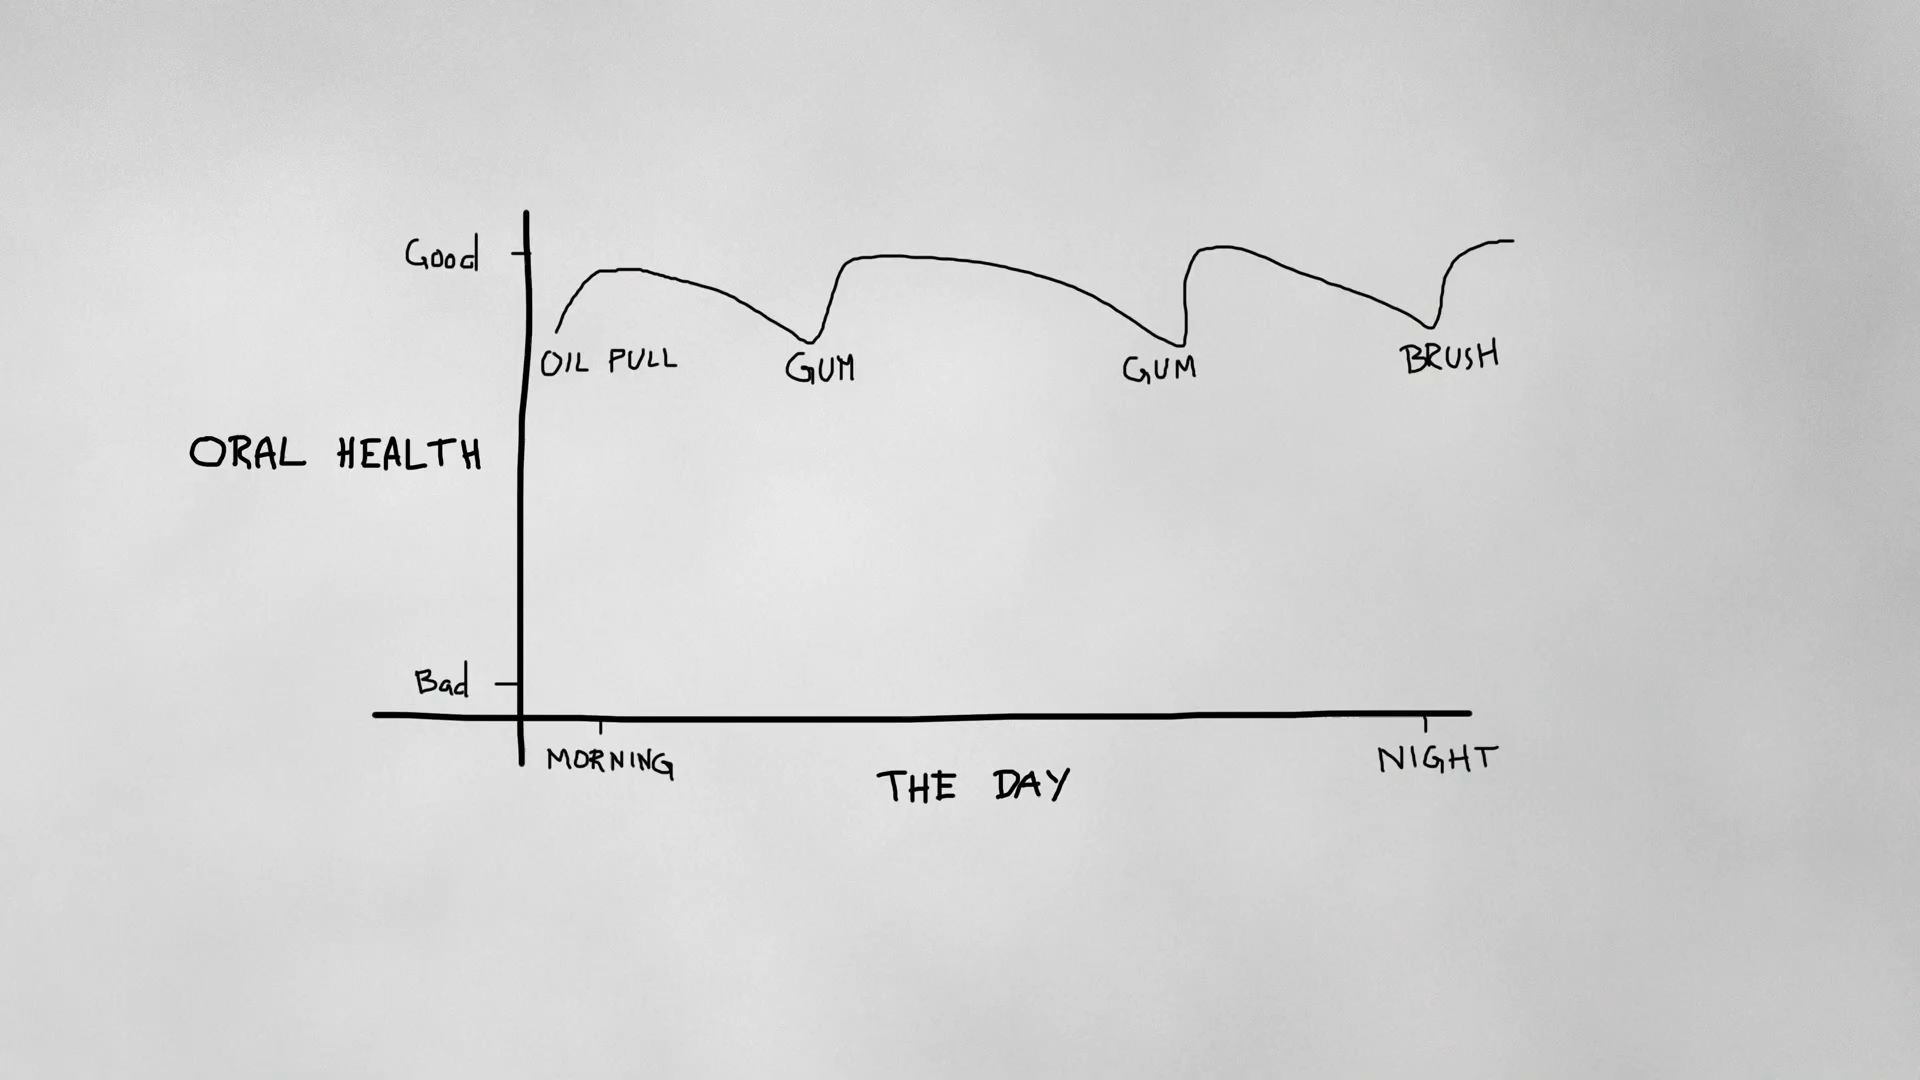 Good
OIL PULL
GUM
GUM
BRUSH
ORAL HEALTH
Bad
MORNING
NIGHT
THE DAY